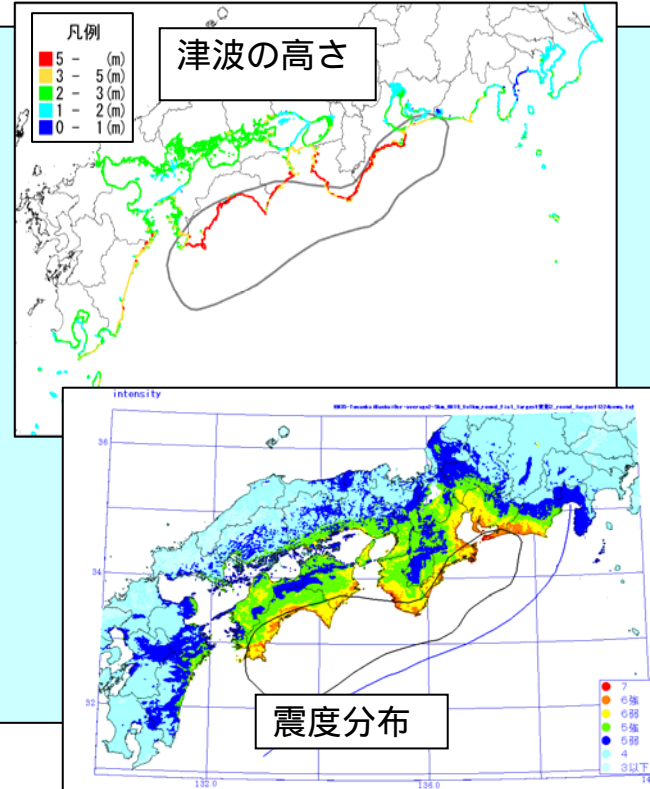 凡例
5 - (m)
3 - 5(m)
2 - 3(m)
1 - 2(m)
0 - 1(m)
津波の高さ
intensity
36
34
32
132.0
136.0
14
震度分布
7
6強
6弱
5強
5弱
4
3以下